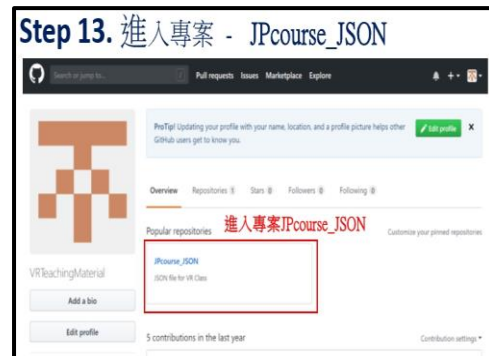 Step 13. 進入專案 - JPcourse_JSON
Search or jump to...
Pull requests Issues Marketplace Explore
ProTip! Updating your profile with your name, location, and a profile picture helps other
GitHub users get to know you.
Edit profile
X
Overview Repositories 1 Stars 0 Followers 0 Following 0
Popular repositories
進入專案JPcourse_JSON
Customize your pinned repositories
JPcourse_JSON
JSON file for VR Class
VRTeachingMaterial
Add a bio
Edit profile
5 contributions in the last year
Contribution settings